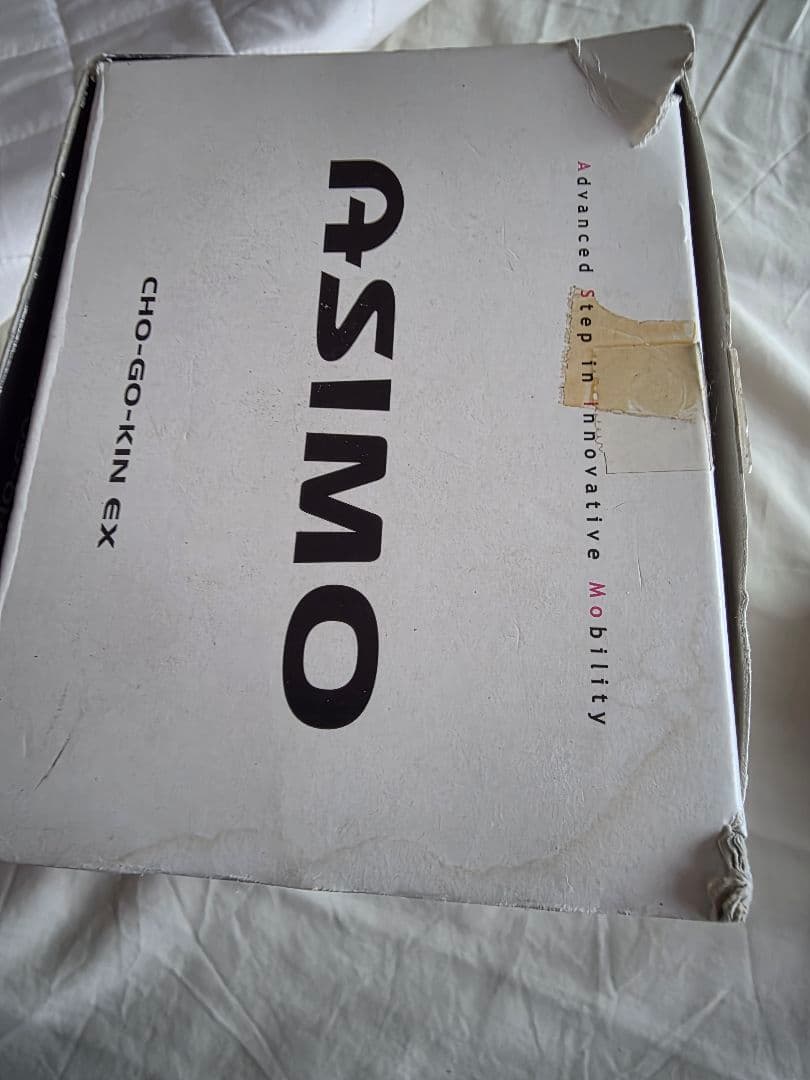 Advanced Step in Innovative Mobility
ASIMO
CHO-GO-KIN EX